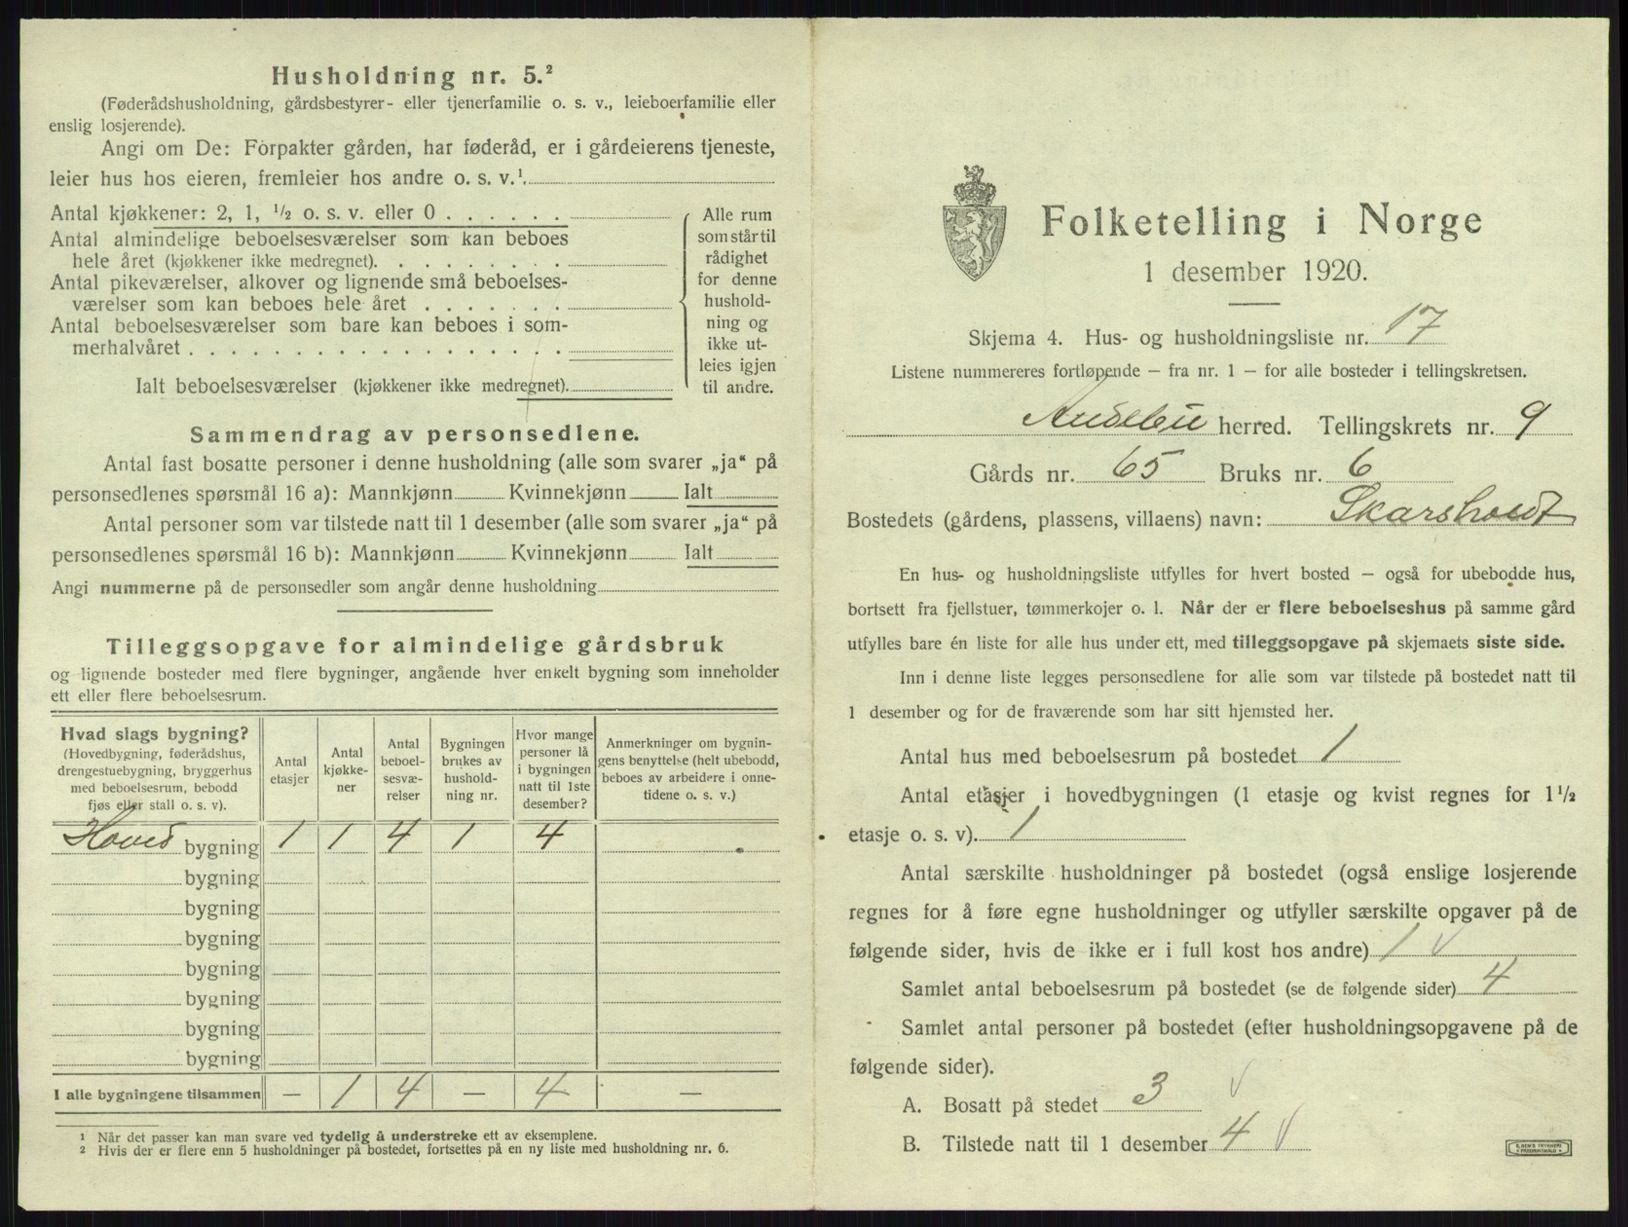 Husholdning nr. 5.²
(Føderådshusholdning, gårdsbestyrer- eller tjenerfamilie o. s. v., leieboerfamilie eller
enslig losjerende).
Angi om De: Forpakter gården, har føderåd, er i gårdeierens tjeneste,
leier hus hos eieren, fremleier hos andre o. s. v.¹.
Antal kjøkkener: 2, 1, ½ o. s. v. eller 0 . . . . . .
Antal almindelige beboelsesværelser som kan beboes
hele året (kjøkkener ikke medregnet). . . . . . . . .
Antal pikeværelser, alkover og lignende små beboelses-
værelser som kan beboes hele året . . . . . . .
Antal beboelsesværelser som bare kan beboes i som-
merhalvåret . . . . . . . . . . . . . . . . . .
Ialt beboelsesværelser (kjøkkener ikke medregnet).
Alle rum
som står til
rådighet
for denne
hushold-
ning og
ikke ut-
leies igjen
til andre.
Sammendrag av personsedlene.
Antal fast bosatte personer i denne husholdning (alle som svarer „ja“ på
personsedlenes spørsmål 16 a): Mannkjønn Kvinnekjønn Ialt
Antal personer som var tilstede natt til 1 desember (alle som svarer „ja“ på
personsedlenes spørsmål 16 b): Mannkjønn Kvinnekjønn Ialt
Angi nummerne på de personsedler som angår denne husholdning
Tilleggsopgave for almindelige gårdsbruk
og lignende bosteder med flere bygninger, angående hver enkelt bygning som inneholder
ett eller flere beboelsesrum.
Hvad slags bygning?
(Hovedbygning, føderådshus,
drengestuebygning, bryggerhus
med beboelsesrum, bebodd
fjøs eller stall o. s. v).
Antal
etasjer
Antal
kjøkke-
ner
Antal
beboel-
sesvæ-
relser
Bygningen
brukes av
hushold-
ning nr.
Hvor mange
personer lå
i bygningen
natt til 1ste
desember?
Anmerkninger om bygnin-
gens benyttelse (helt ubebodd,
beboes av arbeidere i onne-
tidene o. s. v.)
Hoved bygning 1 1 4 1 4
bygning
bygning
bygning
bygning
bygning
bygning
bygning
I alle bygningene tilsammen — 1 4 — 4 —
¹ Når det passer kan man svare ved tydelig å understreke ett av eksemplene.
² Hvis der er flere enn 5 husholdninger på bostedet, fortsettes på en ny liste med husholdning nr. 6.
Folketelling i Norge
1 desember 1920.
Skjema 4. Hus- og husholdningsliste nr. 17
Listene nummereres fortløpende — fra nr. 1 — for alle bosteder i tellingskretsen.
Andebu herred. Tellingskrets nr. 9
Gårds nr. 65 Bruks nr. 6
Bostedets (gårdens, plassens, villaens) navn: Skarsholdt
En hus- og husholdningsliste utfylles for hvert bosted — også for ubebodde hus,
bortsett fra fjellstuer, tømmerkojer o. l. Når der er flere beboelseshus på samme gård
utfylles bare én liste for alle hus under ett, med tilleggsopgave på skjemaets siste side.
Inn i denne liste legges personsedlene for alle som var tilstede på bostedet natt til
1 desember og for de fraværende som har sitt hjemsted her.
Antal hus med beboelsesrum på bostedet 1
Antal etasjer i hovedbygningen (1 etasje og kvist regnes for 1½
etasje o. s. v). 1
Antal særskilte husholdninger på bostedet (også enslige losjerende
regnes for å føre egne husholdninger og utfyller særskilte opgaver på de
følgende sider, hvis de ikke er i full kost hos andre) 1 √
Samlet antal beboelsesrum på bostedet (se de følgende sider) 4
Samlet antal personer på bostedet (efter husholdningsopgavene på de
følgende sider).
A. Bosatt på stedet 3 √
B. Tilstede natt til 1 desember 4 √